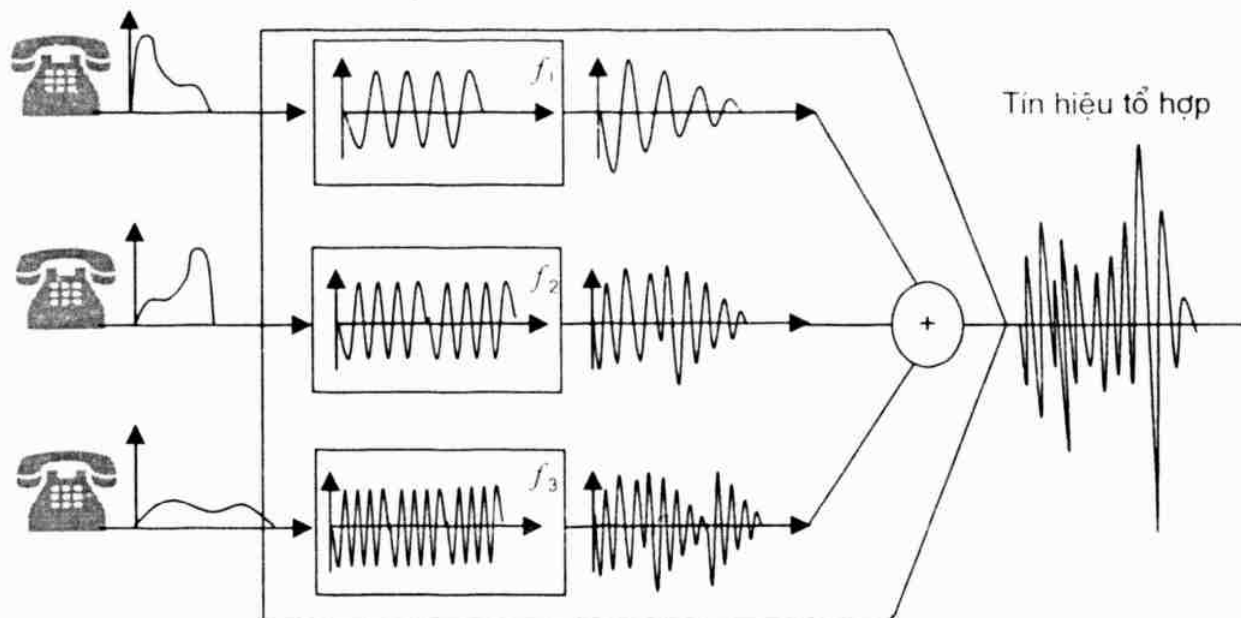 f₁
Tín hiệu tổ hợp
f₂
+
f₃